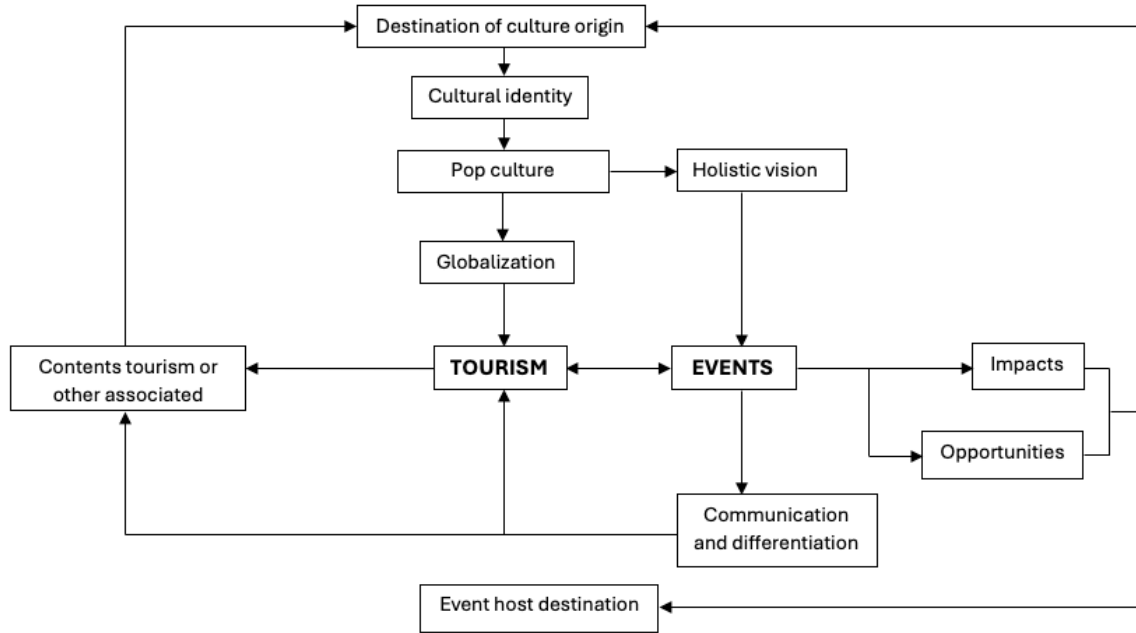 Destination of culture origin
Cultural identity
Pop culture
Holistic vision
Globalization
Contents tourism or
other associated
TOURISM
EVENTS
Impacts
Opportunities
Communication
and differentiation
Event host destination